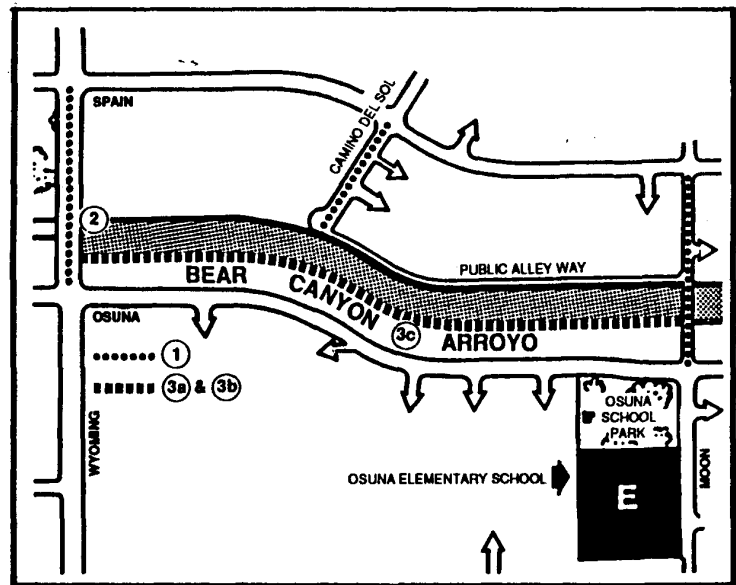 SPAIN
CAMINO DEL SOL
2
PUBLIC ALLEY WAY
BEAR
CANYON
3c
ARROYO
OSUNA
1
3a & 3b
WYOMING
OSUNA
SCHOOL
PARK
OSUNA ELEMENTARY SCHOOL
E
MOON